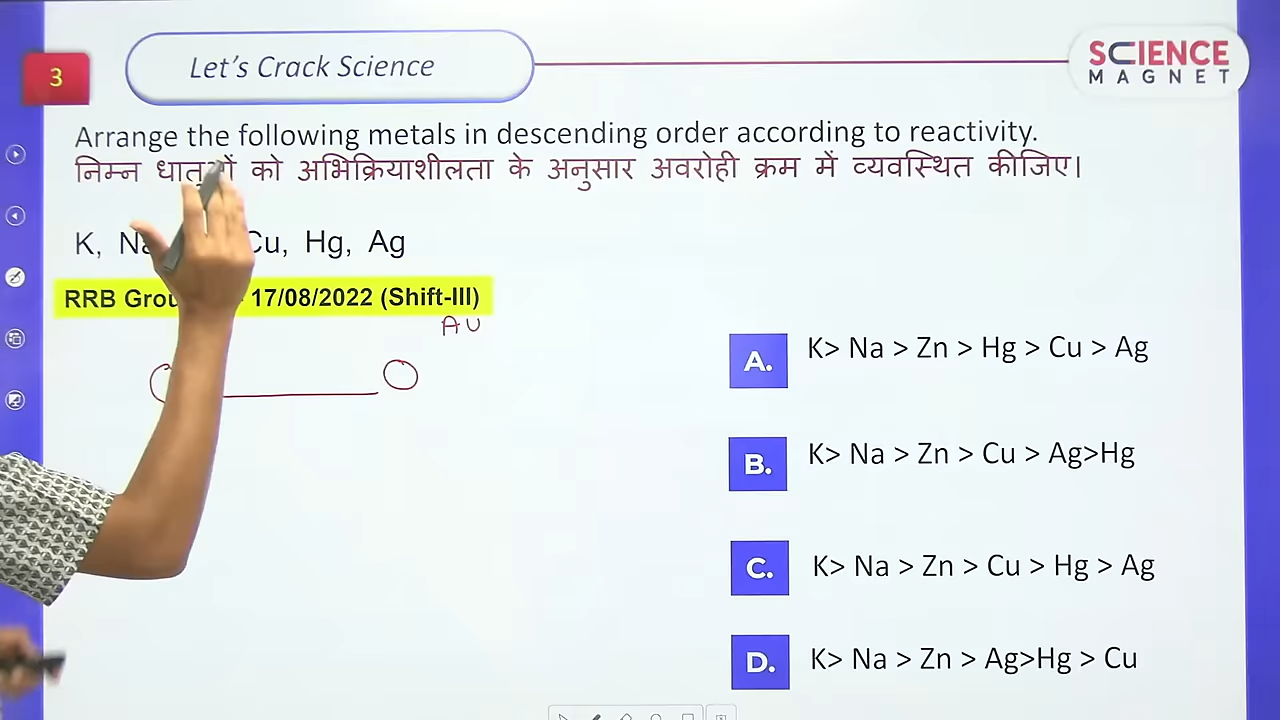 3
Let's Crack Science
SCIENCE
MAGNET
Arrange the following metals in descending order according to reactivity.
निम्न धातुओं को अभिक्रियाशीलता के अनुसार अवरोही क्रम में व्यवस्थित कीजिए।
K, Cu, Hg, Ag
RRB 17/08/2022 (Shift-III)
AU
A. K> Na > Zn > Hg > Cu > Ag
B. K> Na > Zn > Cu > Ag>Hg
C. K> Na > Zn > Cu > Hg > Ag
D. K> Na > Zn > Ag>Hg > Cu